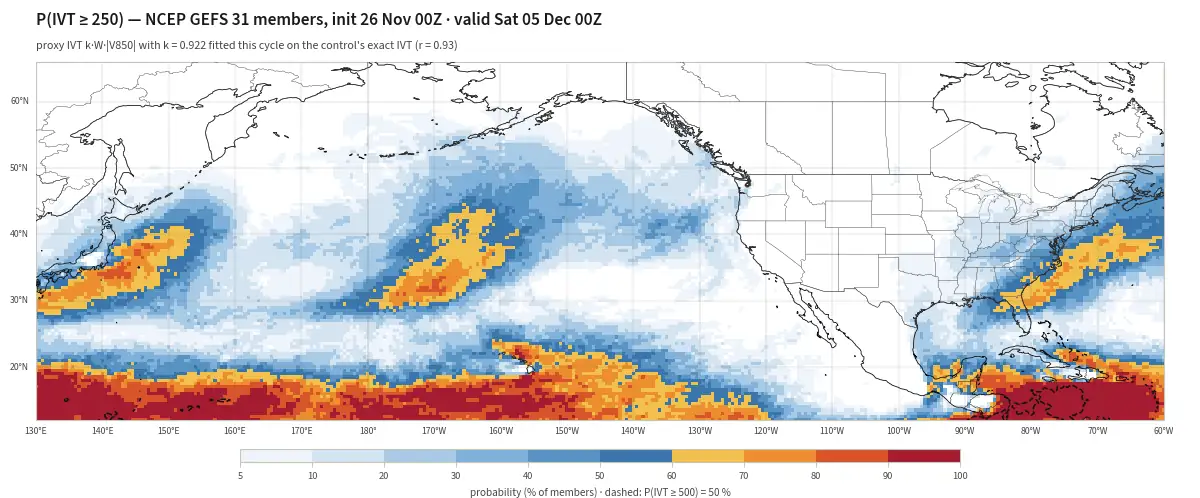 P(IVT ≥ 250) — NCEP GEFS 31 members, init 26 Nov 00Z · valid Sat 05 Dec 00Z
proxy IVT k·W·|V850| with k = 0.922 fitted this cycle on the control's exact IVT (r = 0.93)
60°N
50°N
40°N
30°N
20°N
130°E 140°E 150°E 160°E 170°E 180° 170°W 160°W 150°W 140°W 130°W 120°W 110°W 100°W 90°W 80°W 70°W 60°W
5 10 20 30 40 50 60 70 80 90 100
probability (% of members) · dashed: P(IVT ≥ 500) = 50 %